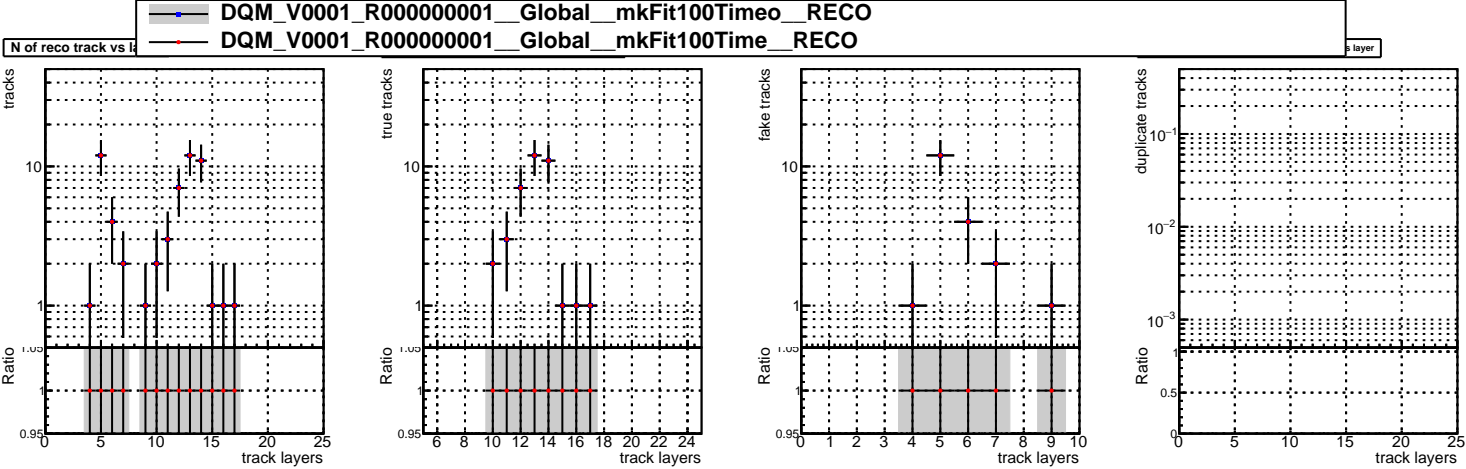 DQM_V0001_R000000001__Global__mkFit100Timeo__RECO
DQM_V0001_R000000001__Global__mkFit100Time__RECO
N of reco track vs
s layer
tracks
10
1
Ratio
1.05
1
0.95
0 5 10 15 20 25
track layers
true tracks
10
1
Ratio
1.05
1
0.95
6 8 10 12 14 16 18 20 22 24
track layers
fake tracks
10
1
Ratio
1.05
1
0.95
0 1 2 3 4 5 6 7 8 9 10
track layers
duplicate tracks
10−1
10−2
10−3
Ratio
1
0.5
0
0 5 10 15 20 25
track layers